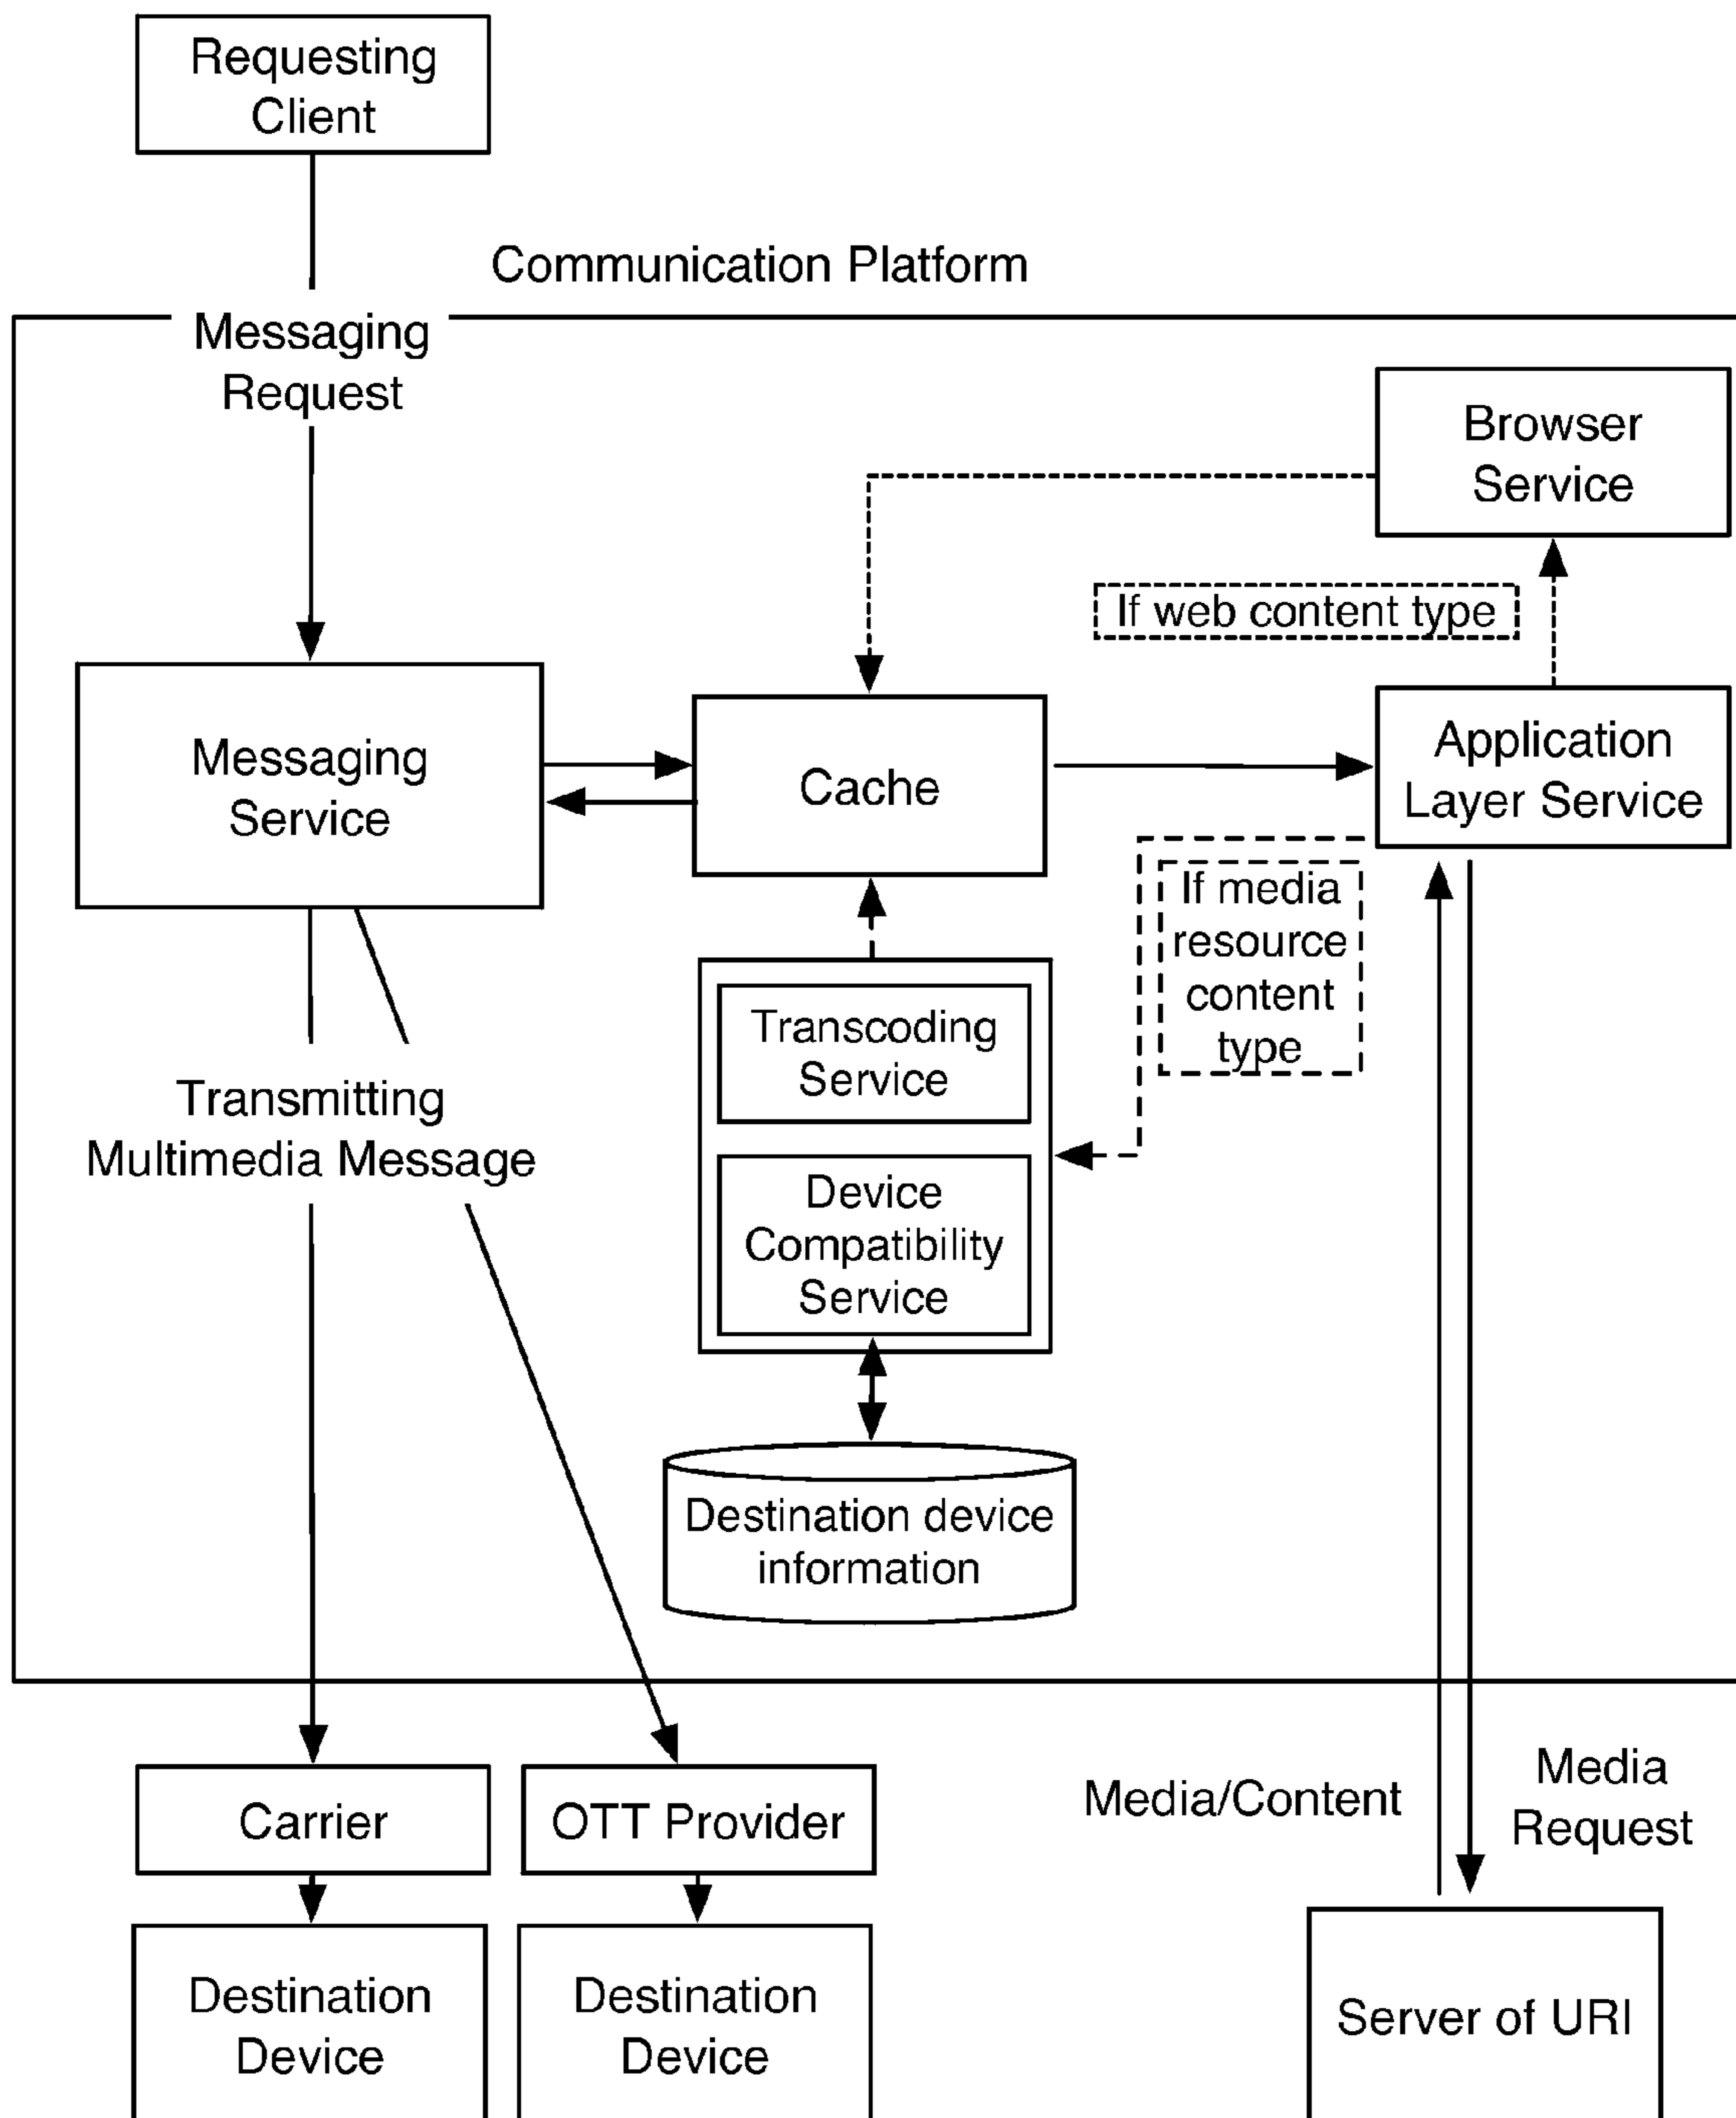 Requesting
Client
Communication Platform
Messaging
Request
Browser
Service
If web content type
Messaging
Service
Cache
Application
Layer Service
If media
resource
content
type
Transcoding
Service
Transmitting
Multimedia Message
Device
Compatibility
Service
Destination device
information
Carrier
OTT Provider
Media/Content
Media
Request
Destination
Device
Destination
Device
Server of URI